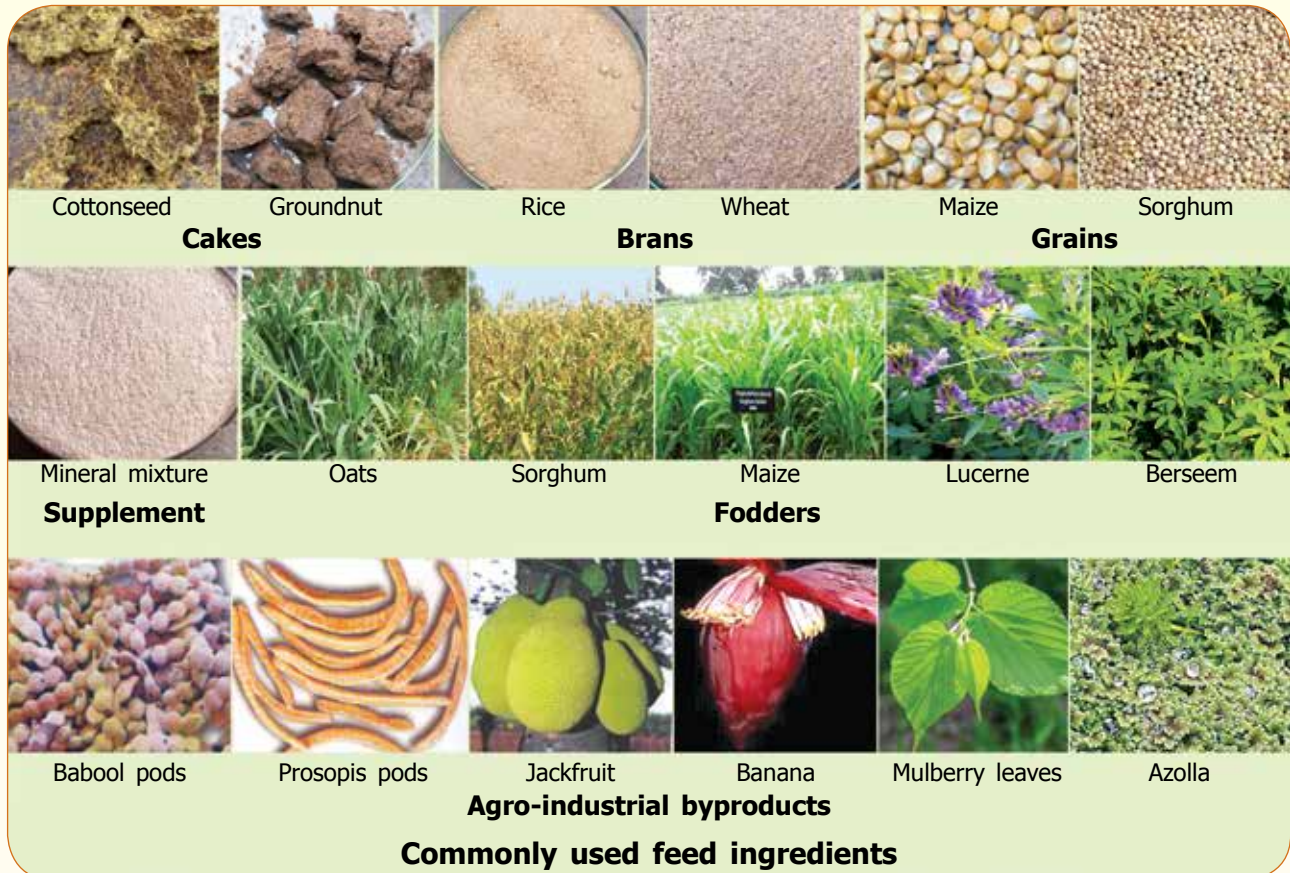 Cottonseed Groundnut Rice Wheat Maize Sorghum
Cakes Brans Grains
Mineral mixture Oats Sorghum Maize Lucerne Berseem
Supplement Fodders
Babool pods Prosopis pods Jackfruit Banana Mulberry leaves Azolla
Agro-industrial byproducts
Commonly used feed ingredients